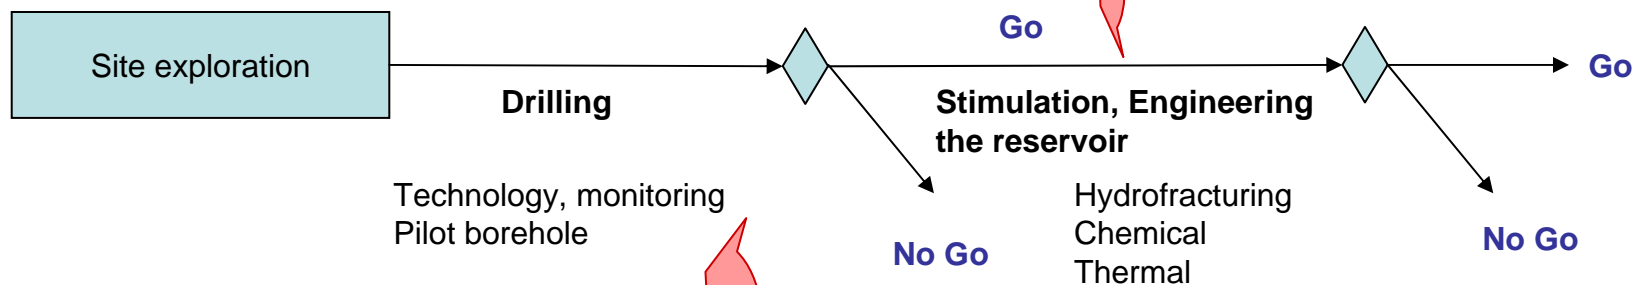 Go
Site exploration
Go
Drilling
Stimulation, Engineering
the reservoir
Technology, monitoring
Pilot borehole
No Go
Hydrofracturing
Chemical
Thermal
No Go